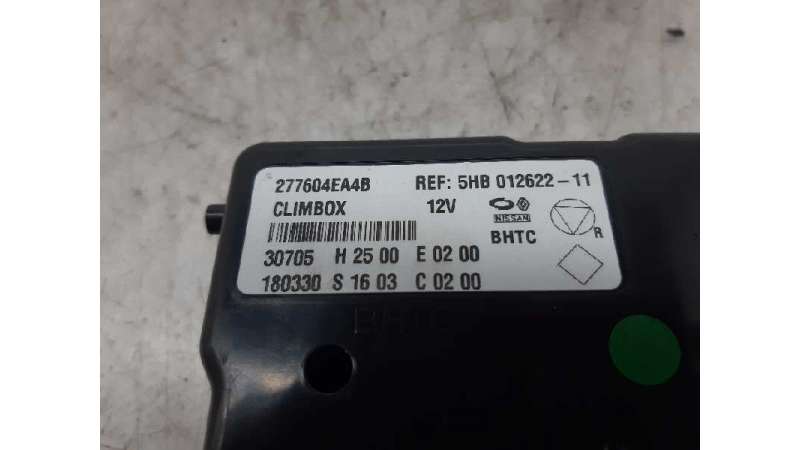 277604EA4B REF: 5HB 012622-11
CLIMBOX 12V NISSAN
BHTC R
30705 H 25 00 E 02 00
180330 S 16 03 C 02 00
BHTC